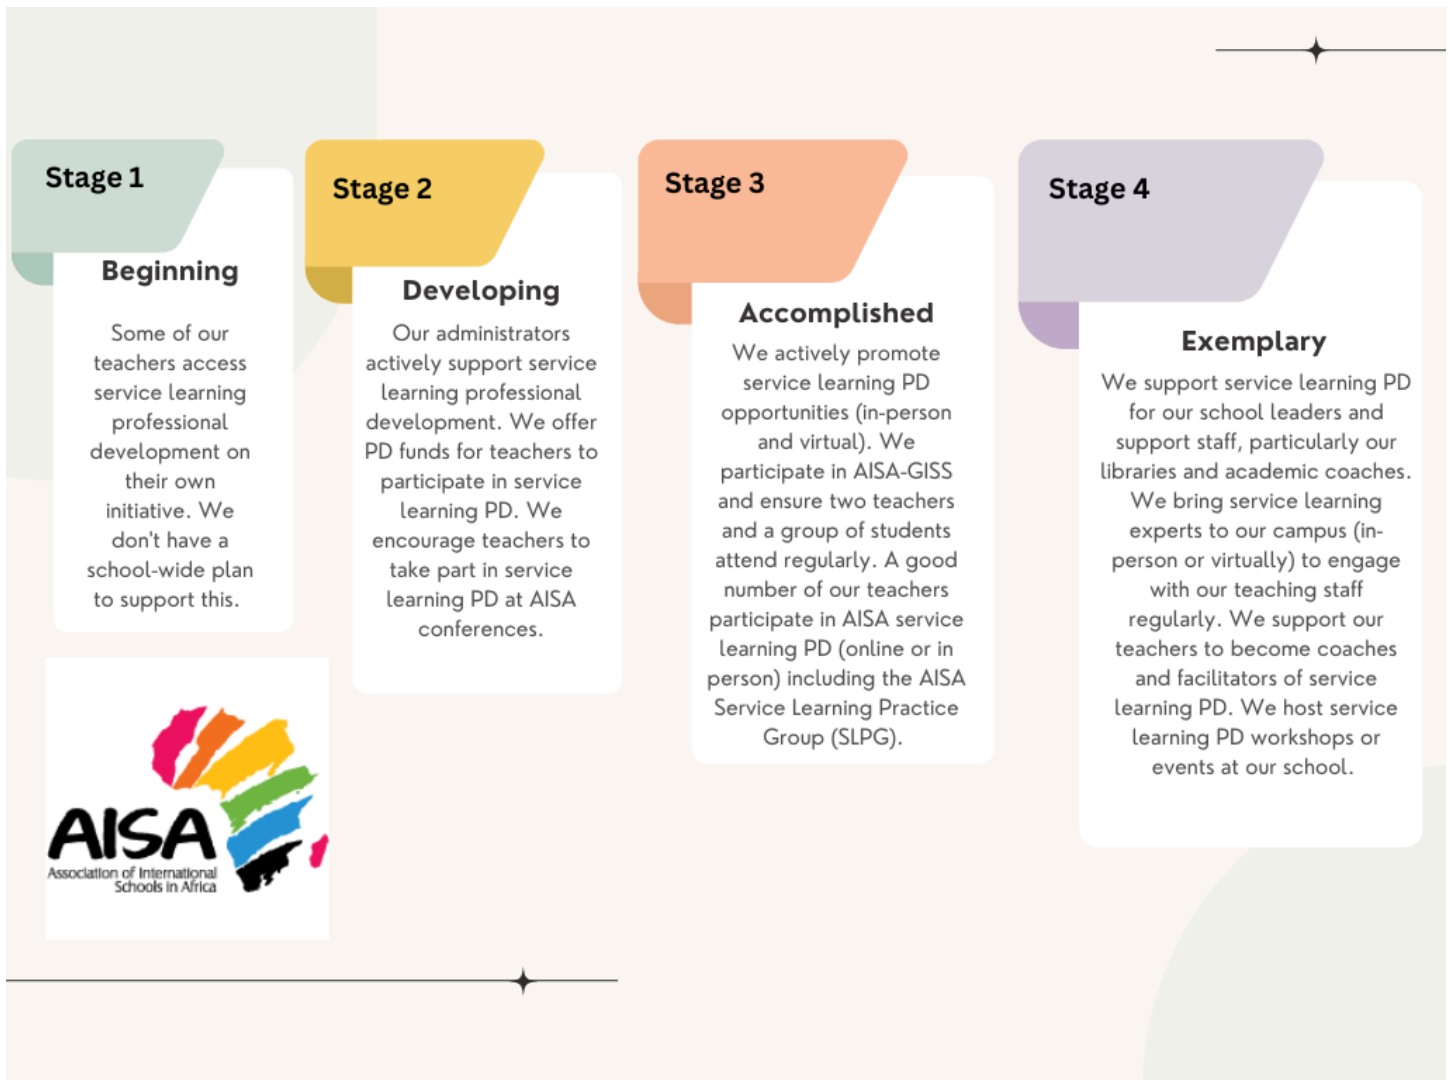 Stage 1
Beginning
Some of our
teachers access
service learning
professional
development on
their own
initiative. We
don't have a
school-wide plan
to support this.
Stage 2
Developing
Our administrators
actively support service
learning professional
development. We offer
PD funds for teachers to
participate in service
learning PD. We
encourage teachers to
take part in service
learning PD at AISA
conferences.
Stage 3
Accomplished
We actively promote
service learning PD
opportunities (in-person
and virtual). We
participate in AISA-GISS
and ensure two teachers
and a group of students
attend regularly. A good
number of our teachers
participate in AISA service
learning PD (online or in
person) including the AISA
Service Learning Practice
Group (SLPG).
Stage 4
Exemplary
We support service learning PD
for our school leaders and
support staff, particularly our
libraries and academic coaches.
We bring service learning
experts to our campus (in-
person or virtually) to engage
with our teaching staff
regularly. We support our
teachers to become coaches
and facilitators of service
learning PD. We host service
learning PD workshops or
events at our school.
AISA
Association of International
Schools in Africa